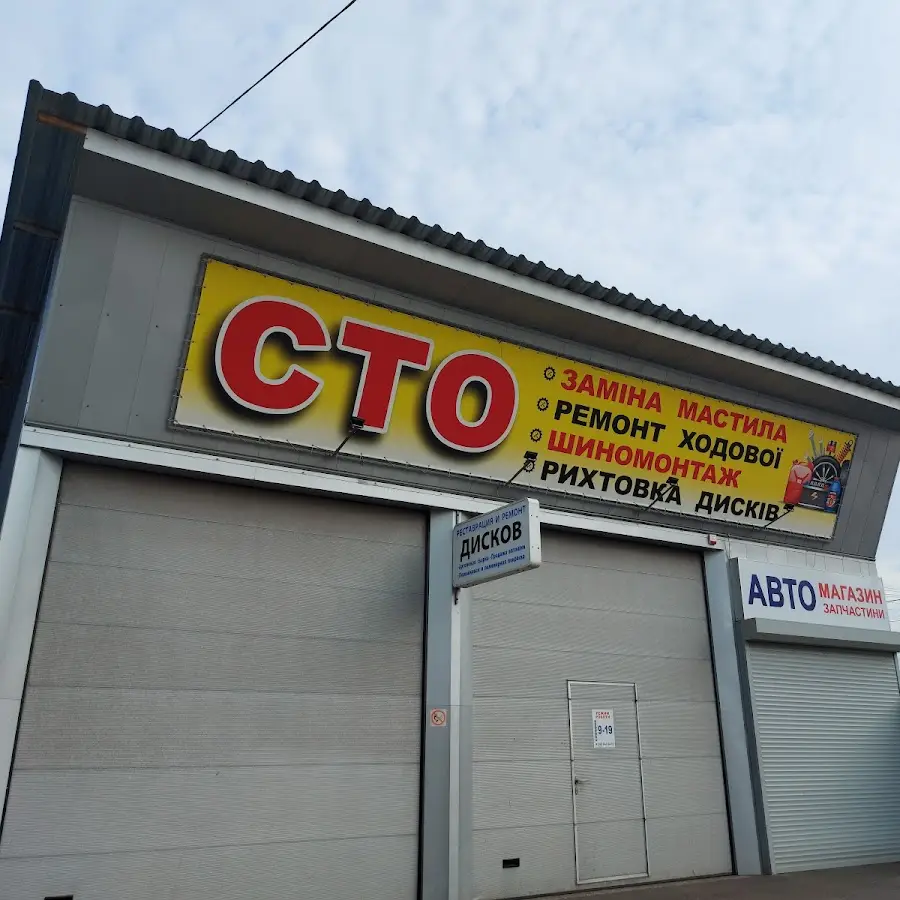 СТО
ЗАМІНА МАСТИЛА
РЕМОНТ ХОДОВОЇ
ШИНОМОНТАЖ
РИХТОВКА ДИСКІВ
РЕСТАВРАЦИЯ И РЕМОНТ
ДИСКОВ
АВТО МАГАЗИН
ЗАПЧАСТИНИ
9-19